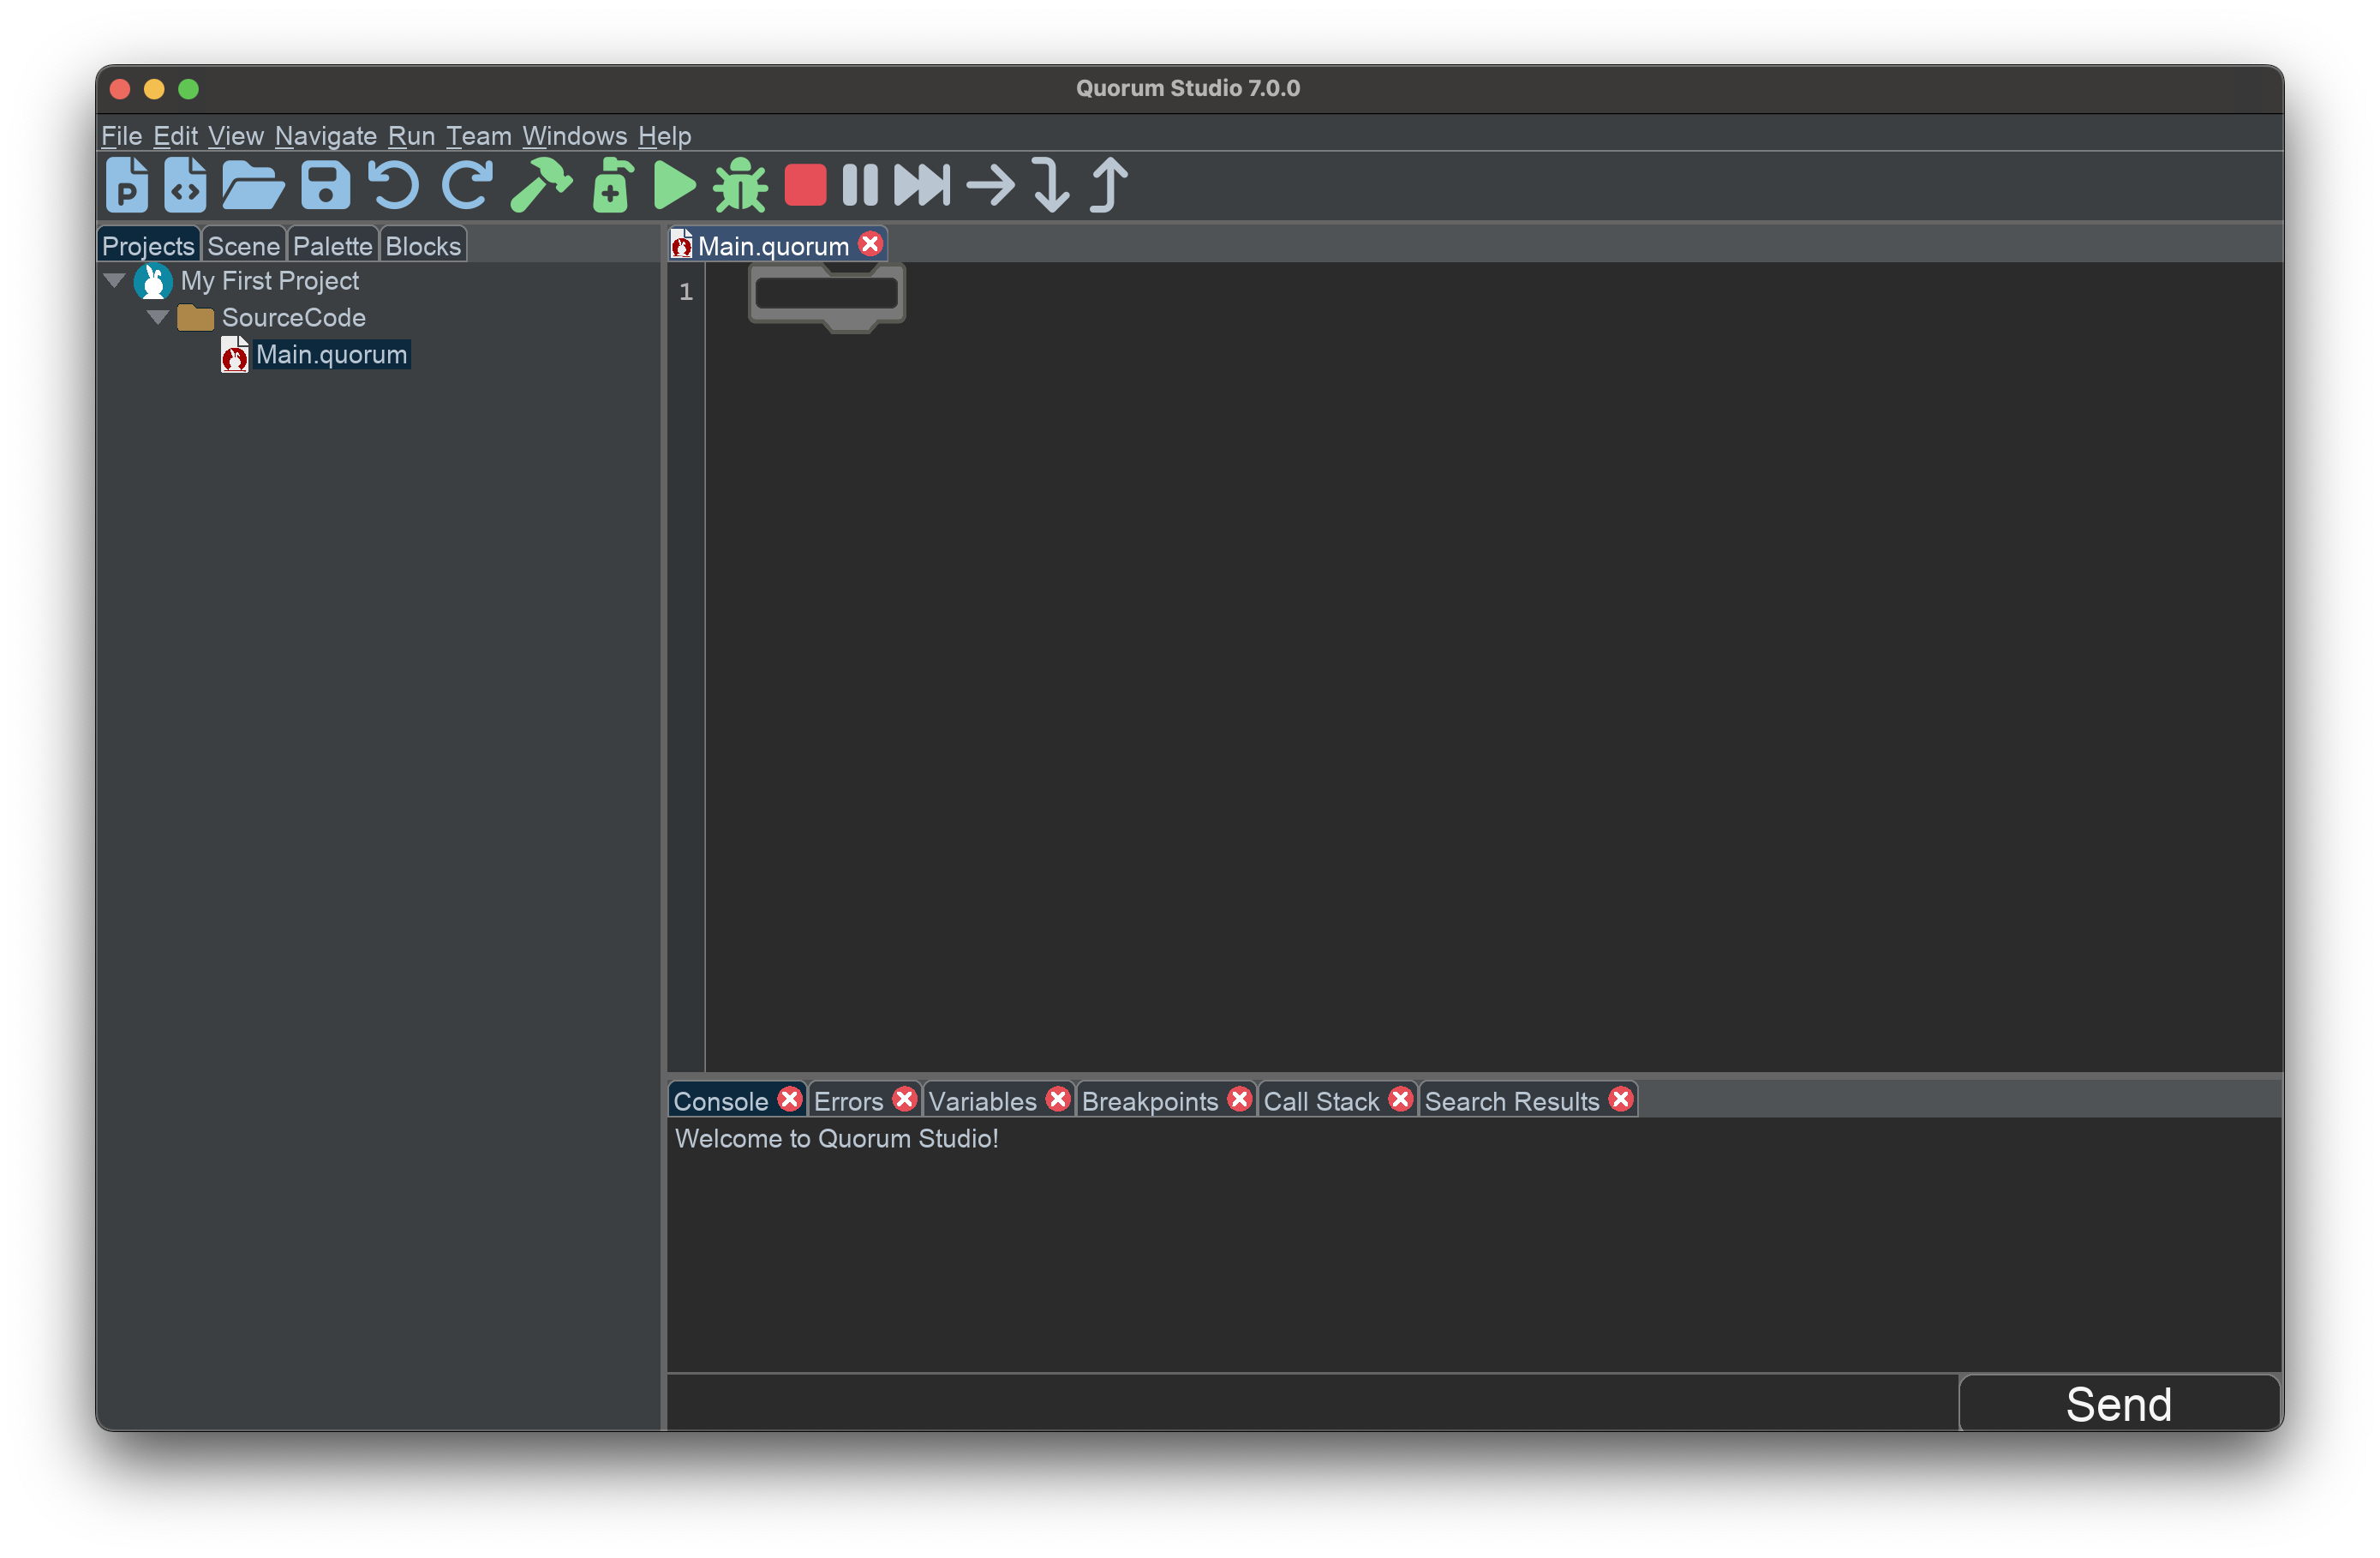 Quorum Studio 7.0.0
File Edit View Navigate Run Team Windows Help
P
Projects Scene Palette Blocks
Main.quorum
My First Project
SourceCode
Main.quorum
1
Console Errors Variables Breakpoints Call Stack Search Results
Welcome to Quorum Studio!
Send